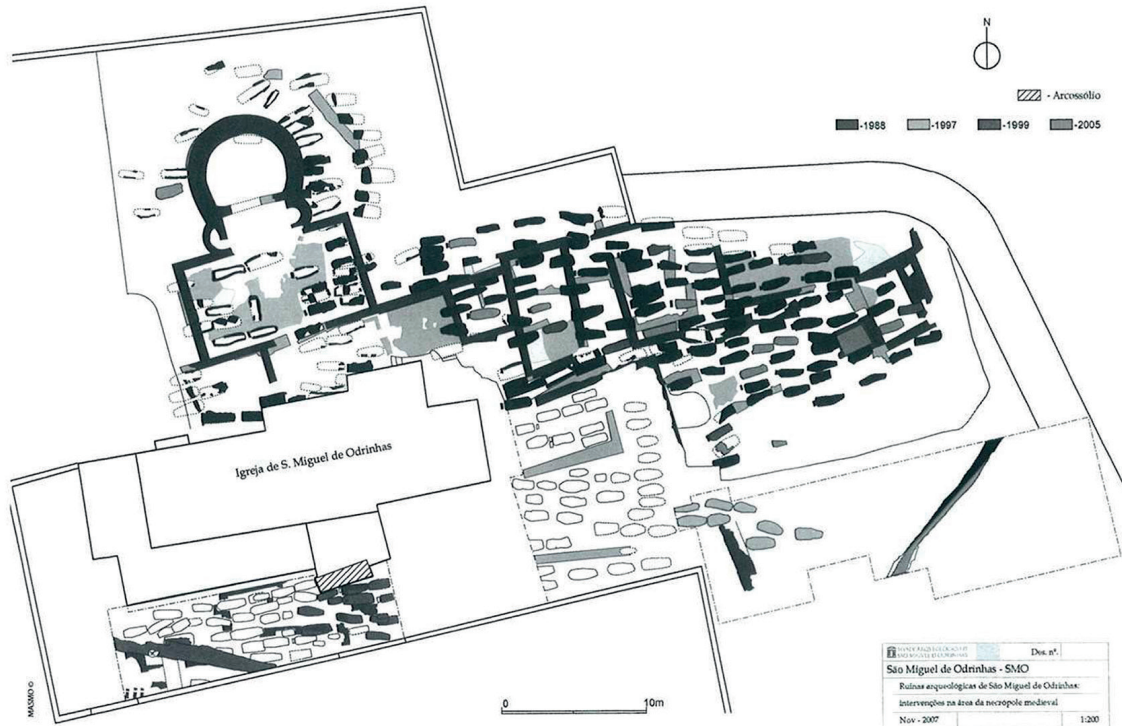 N
- Arcossólio
-1988 -1997 -1999 -2005
Igreja de S. Miguel de Odrinhas
0 10m
MASMO ©
Des. nº.
São Miguel de Odrinhas - SMO
Ruínas arqueológicas de São Miguel de Odrinhas:
intervenções na área da necrópole medieval
Nov - 2007 1:200